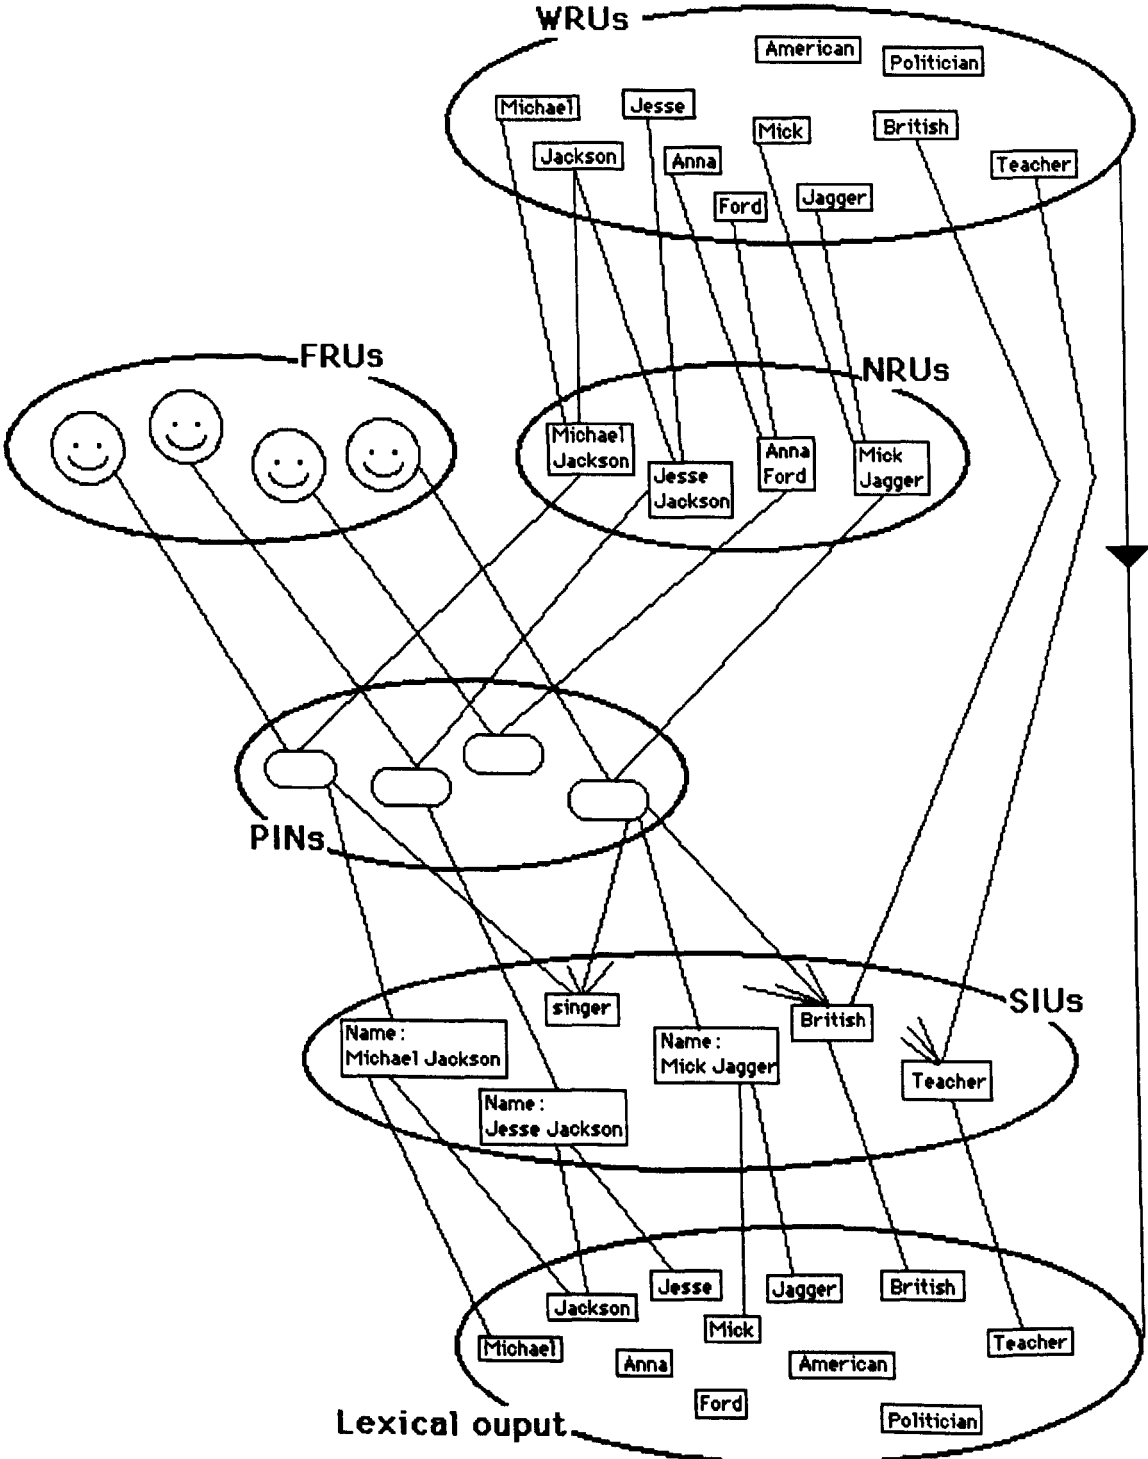 WRUs
American
Politician
Michael
Jesse
Mick
British
Jackson
Anna
Teacher
Ford
Jagger
FRUs
NRUs
Michael
Jackson
Jesse
Jackson
Anna
Ford
Mick
Jagger
PINs
SIUs
singer
British
Name:
Michael Jackson
Name:
Mick Jagger
Teacher
Name:
Jesse Jackson
Jesse
Jagger
British
Jackson
Mick
Michael
Teacher
Anna
American
Ford
Politician
Lexical ouput